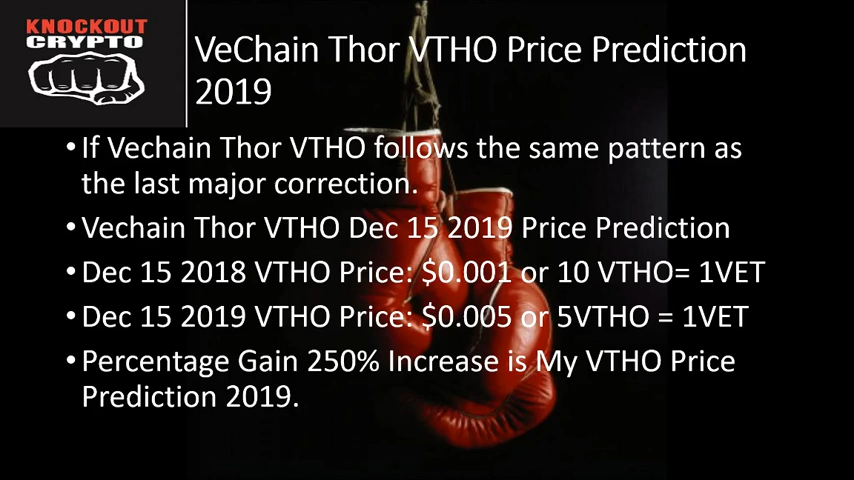 KNOCKOUT
CRYPTO
VeChain Thor VTHO Price Prediction
2019
•If Vechain Thor VTHO follows the same pattern as
the last major correction.
•Vechain Thor VTHO Dec 15 2019 Price Prediction
•Dec 15 2018 VTHO Price: $0.001 or 10 VTHO= 1VET
•Dec 15 2019 VTHO Price: $0.005 or 5VTHO = 1VET
•Percentage Gain 250% Increase is My VTHO Price
Prediction 2019.